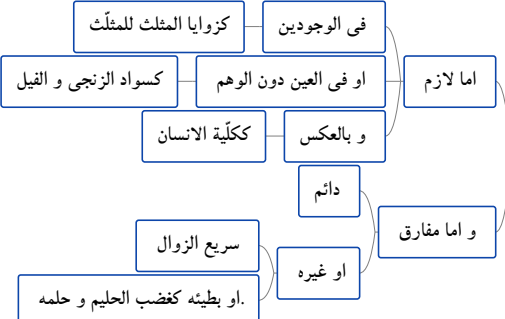 اما لازم
فى الوجودين
كزوايا المثلث للمثلّث
او فى العين دون الوهم
كسواد الزنجى و الفيل
و بالعكس
ككلّية الانسان
و اما مفارق
دائم
او غيره
سريع الزوال
او بطيئه كغضب الحليم و حلمه.